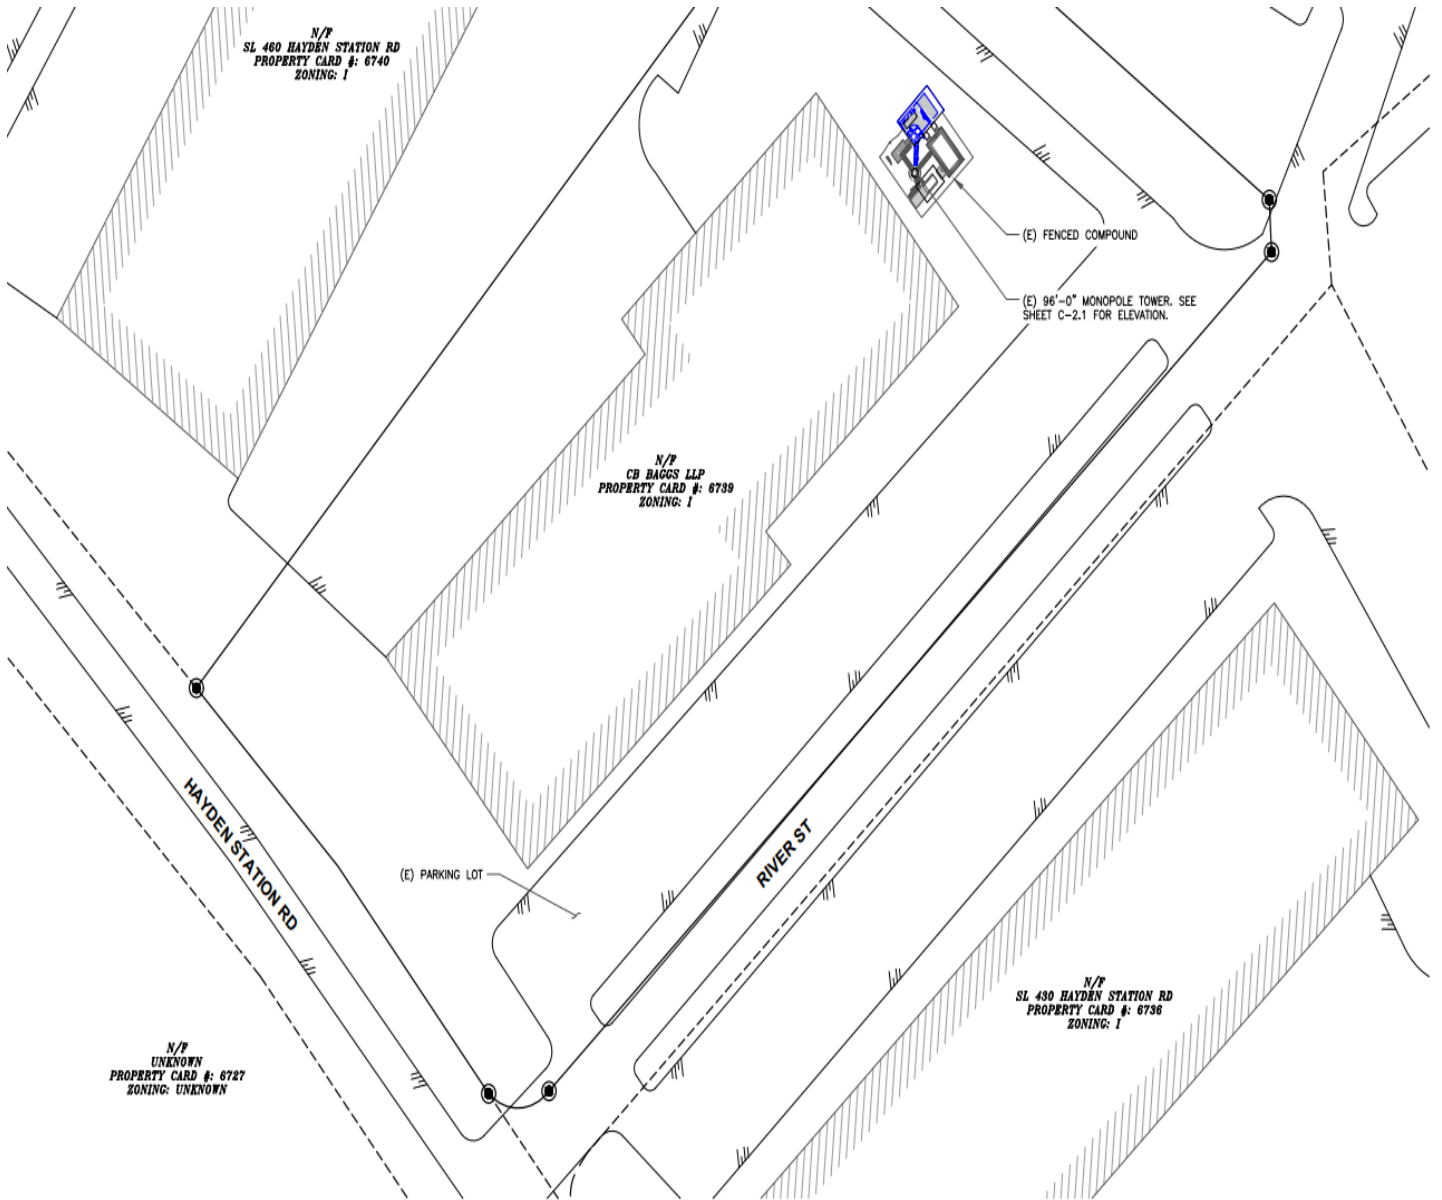 N/F
SL 460 HAYDEN STATION RD
PROPERTY CARD #: 6740
ZONING: I
(E) FENCED COMPOUND
(E) 96'-0" MONOPOLE TOWER. SEE
SHEET C-2.1 FOR ELEVATION.
N/F
CB BAGGS LLP
PROPERTY CARD #: 6739
ZONING: I
HAYDEN STATION RD
(E) PARKING LOT
RIVER ST
N/F
SL 430 HAYDEN STATION RD
PROPERTY CARD #: 6736
ZONING: I
N/F
UNKNOWN
PROPERTY CARD #: 6727
ZONING: UNKNOWN